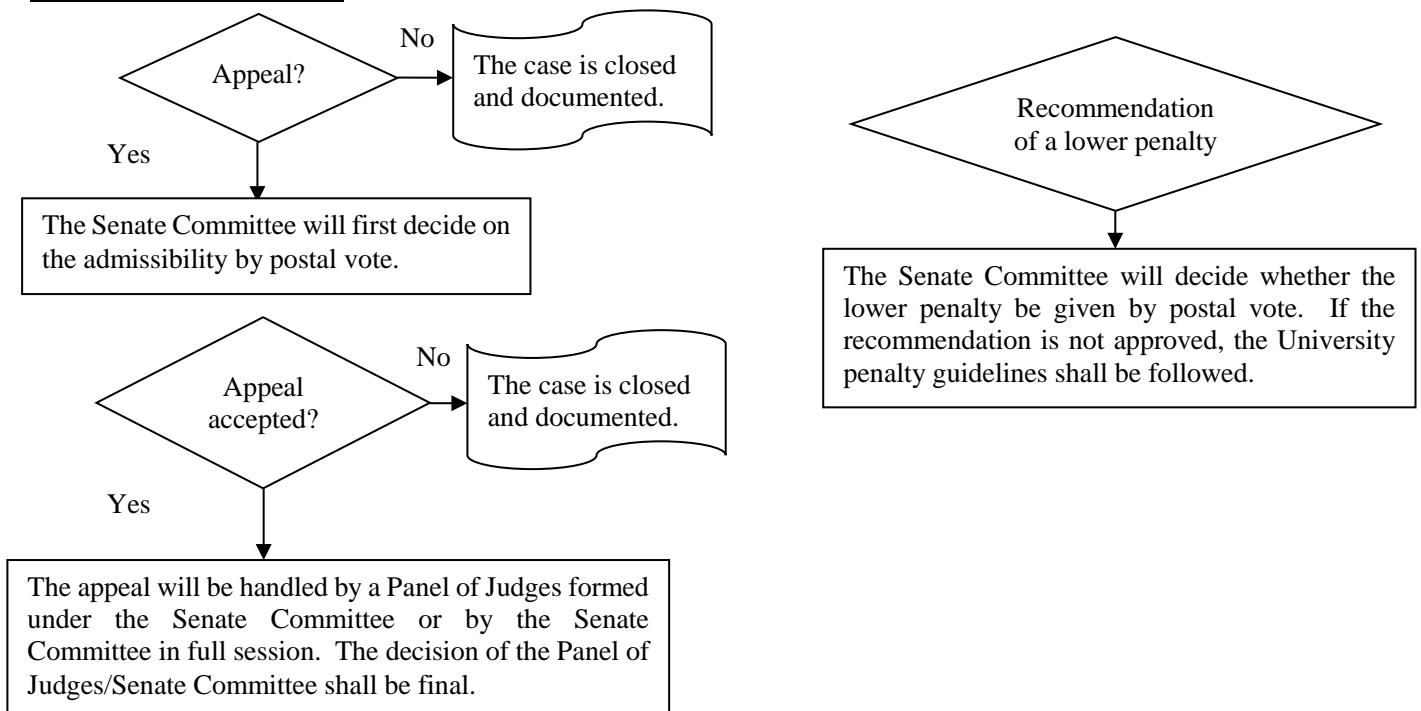 Appeal?
No
The case is closed
and documented.
Yes
The Senate Committee will first decide on
the admissibility by postal vote.
Appeal
accepted?
No
The case is closed
and documented.
Yes
The appeal will be handled by a Panel of Judges formed
under the Senate Committee or by the Senate
Committee in full session. The decision of the Panel of
Judges/Senate Committee shall be final.
Recommendation
of a lower penalty
The Senate Committee will decide whether the
lower penalty be given by postal vote. If the
recommendation is not approved, the University
penalty guidelines shall be followed.